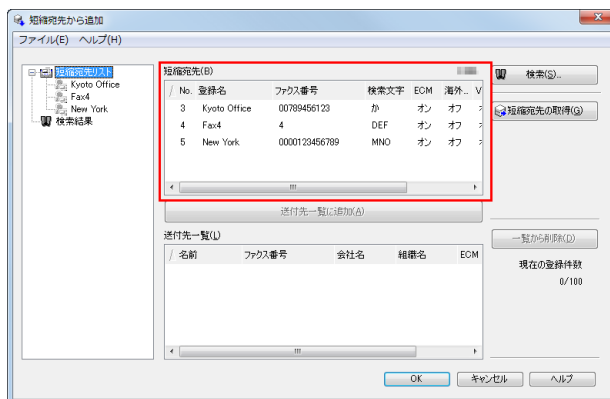 短縮宛先から追加
ファイル(E) ヘルプ(H)
短縮宛先リスト
Kyoto Office
Fax4
New York
検索結果
短縮宛先(B)
/ No. 登録名 ファクス番号 検索文字 ECM 海外... V
3 Kyoto Office 00789456123 か オン オフ
4 Fax4 4 DEF オン オフ
5 New York 0000123456789 MNO オン オフ
検索(S)...
短縮宛先の取得(G)
送付先一覧に追加(A)
送付先一覧(L)
/ 名前 ファクス番号 会社名 組織名 ECM
一覧から削除(D)
現在の登録件数
0/100
OK キャンセル ヘルプ